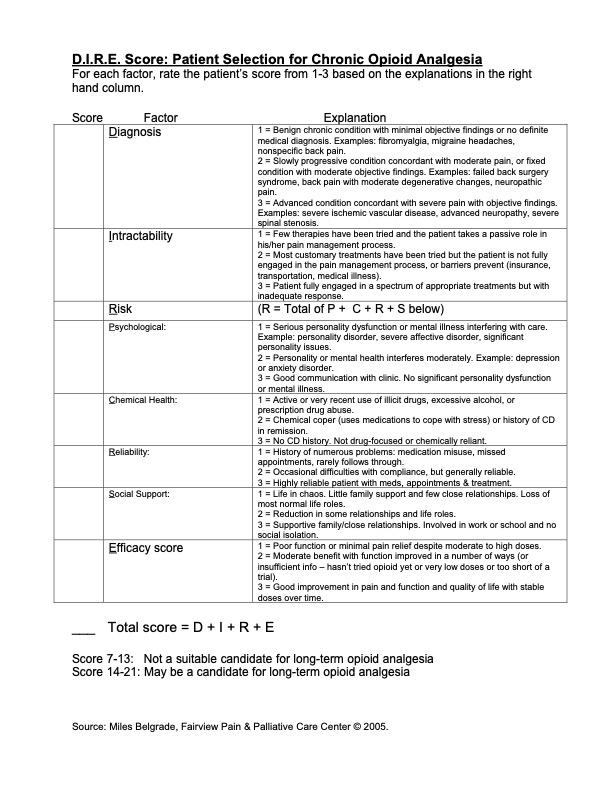 D.I.R.E. Score: Patient Selection for Chronic Opioid Analgesia
For each factor, rate the patient's score from 1-3 based on the explanations in the right
hand column.
Score Factor Explanation
Diagnosis
1 = Benign chronic condition with minimal objective findings or no definite
medical diagnosis. Examples: fibromyalgia, migraine headaches,
nonspecific back pain.
2 = Slowly progressive condition concordant with moderate pain, or fixed
condition with moderate objective findings. Examples: failed back surgery
syndrome, back pain with moderate degenerative changes, neuropathic
pain.
3 = Advanced condition concordant with severe pain with objective findings.
Examples: severe ischemic vascular disease, advanced neuropathy, severe
spinal stenosis.
Intractability
1 = Few therapies have been tried and the patient takes a passive role in
his/her pain management process.
2 = Most customary treatments have been tried but the patient is not fully
engaged in the pain management process, or barriers prevent (insurance,
transportation, medical illness).
3 = Patient fully engaged in a spectrum of appropriate treatments but with
inadequate response.
Risk
(R = Total of P + C + R + S below)
Psychological:
1 = Serious personality dysfunction or mental illness interfering with care.
Example: personality disorder, severe affective disorder, significant
personality issues.
2 = Personality or mental health interferes moderately. Example: depression
or anxiety disorder.
3 = Good communication with clinic. No significant personality dysfunction
or mental illness.
Chemical Health:
1 = Active or very recent use of illicit drugs, excessive alcohol, or
prescription drug abuse.
2 = Chemical coper (uses medications to cope with stress) or history of CD
in remission.
3 = No CD history. Not drug-focused or chemically reliant.
Reliability:
1 = History of numerous problems: medication misuse, missed
appointments, rarely follows through.
2 = Occasional difficulties with compliance, but generally reliable.
3 = Highly reliable patient with meds, appointments & treatment.
Social Support:
1 = Life in chaos. Little family support and few close relationships. Loss of
most normal life roles.
2 = Reduction in some relationships and life roles.
3 = Supportive family/close relationships. Involved in work or school and no
social isolation.
Efficacy score
1 = Poor function or minimal pain relief despite moderate to high doses.
2 = Moderate benefit with function improved in a number of ways (or
insufficient info – hasn't tried opioid yet or very low doses or too short of a
trial).
3 = Good improvement in pain and function and quality of life with stable
doses over time.
___ Total score = D + I + R + E
Score 7-13: Not a suitable candidate for long-term opioid analgesia
Score 14-21: May be a candidate for long-term opioid analgesia
Source: Miles Belgrade, Fairview Pain & Palliative Care Center © 2005.